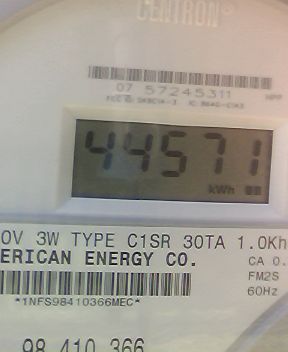 CENTRON®
07 57245311
44571
kWh
0V 3W TYPE C1SR 30TA 1.0Kh
ERICAN ENERGY CO.
CA 0.
FM2S
*1NFS98410366MEC*
60Hz
98 410 366